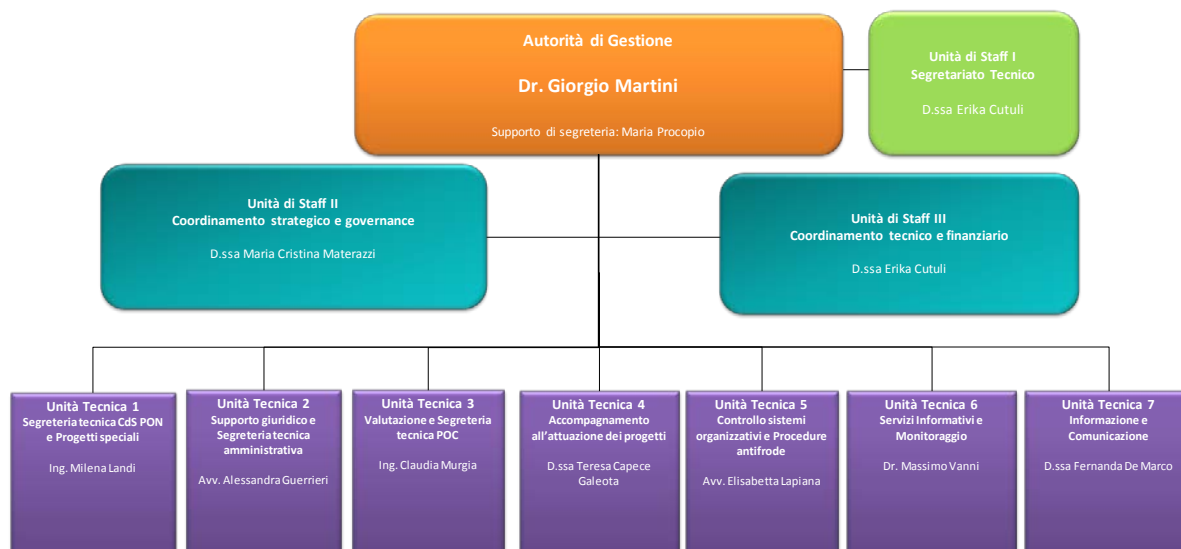 Autorità di Gestione
Dr. Giorgio Martini
Supporto di segreteria: Maria Procopio
Unità di Staff I
Segretariato Tecnico
D.ssa Erika Cutuli
Unità di Staff II
Coordinamento strategico e governance
D.ssa Maria Cristina Materazzi
Unità di Staff III
Coordinamento tecnico e finanziario
D.ssa Erika Cutuli
Unità Tecnica 1
Segreteria tecnica CdS PON
e Progetti speciali
Ing. Milena Landi
Unità Tecnica 2
Supporto giuridico e
Segreteria tecnica
amministrativa
Avv. Alessandra Guerrieri
Unità Tecnica 3
Valutazione e Segreteria
tecnica POC
Ing. Claudia Murgia
Unità Tecnica 4
Accompagnamento
all'attuazione dei progetti
D.ssa Teresa Capece
Galeota
Unità Tecnica 5
Controllo sistemi
organizzativi e Procedure
antifrode
Avv. Elisabetta Lapiana
Unità Tecnica 6
Servizi Informativi e
Monitoraggio
Dr. Massimo Vanni
Unità Tecnica 7
Informazione e
Comunicazione
D.ssa Fernanda De Marco